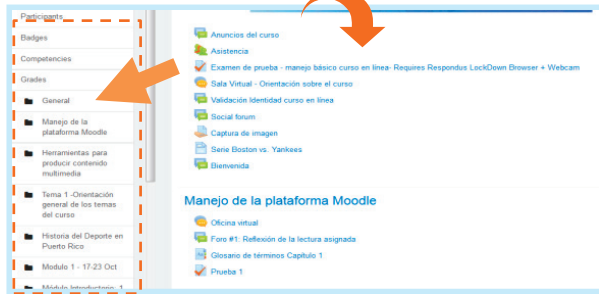 Participants
Badges
Competencies
Grades
General
Manejo de la
plataforma Moodle
Herramientas para
producir contenido
multimedia
Tema 1 -Orientación
general de los temas
del curso
Historia del Deporte en
Puerto Rico
Modulo 1 - 17-23 Oct
Módulo Introductorio: 1
Anuncios del curso
Asistencia
Examen de prueba - manejo básico curso en línea- Requires Respondus LockDown Browser + Webcam
Sala Virtual - Orientación sobre el curso
Validación Identidad curso en línea
Social forum
Captura de imagen
Serie Boston vs. Yankees
Bienvenida
Manejo de la plataforma Moodle
Oficina virtual
Foro #1: Reflexión de la lectura asignada
Glosario de términos Capítulo 1
Prueba 1